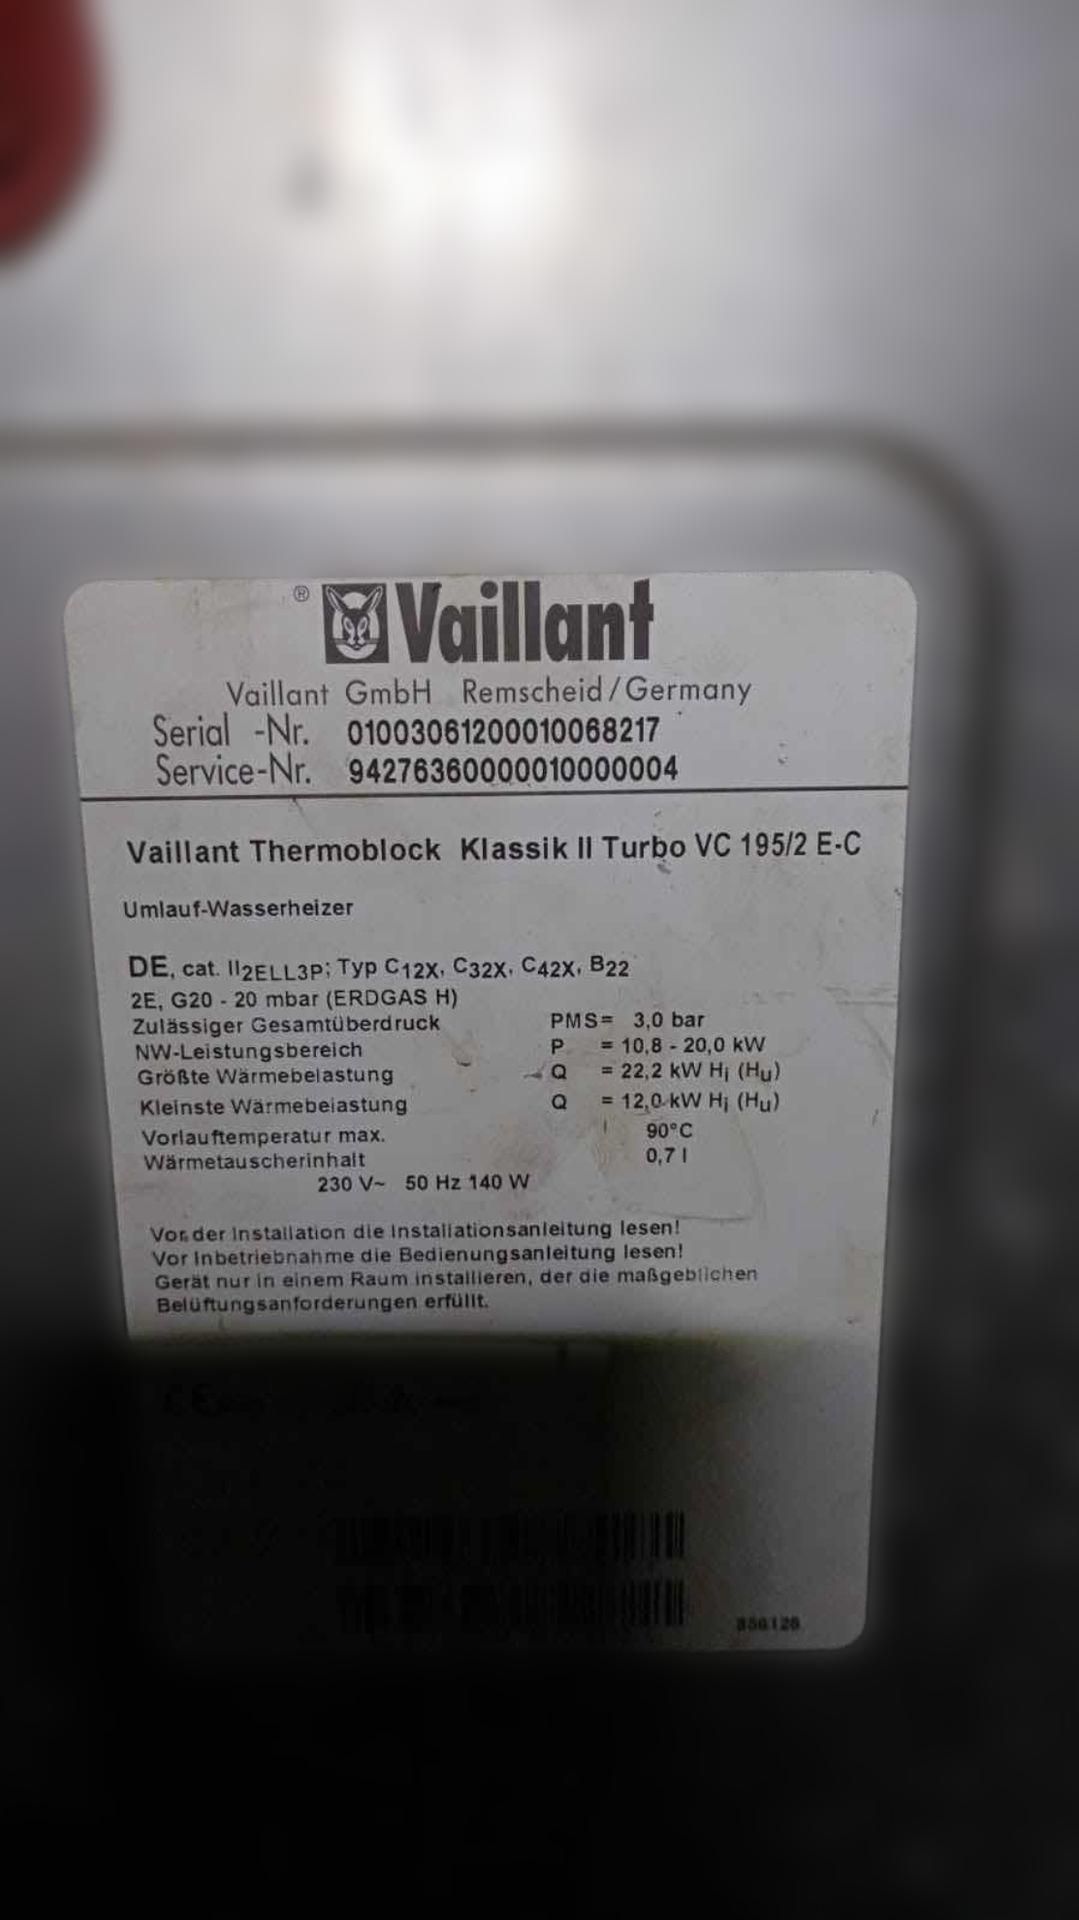 ® Vaillant
Vaillant GmbH Remscheid/Germany
Serial -Nr. 01003061200010068217
Service-Nr. 94276360000010000004
Vaillant Thermoblock Klassik II Turbo VC 195/2 E-C
Umlauf-Wasserheizer
DE, cat. II2ELL3P; Typ C12X, C32X, C42X, B22
2E, G20 - 20 mbar (ERDGAS H)
Zulässiger Gesamtüberdruck PMS= 3,0 bar
NW-Leistungsbereich P = 10,8 - 20,0 kW
Größte Wärmebelastung Q = 22,2 kW Hi (Hu)
Kleinste Wärmebelastung Q = 12,0 kW Hi (Hu)
Vorlauftemperatur max. 90°C
Wärmetauscherinhalt 0,7 l
230 V~ 50 Hz 140 W
Vor der Installation die Installationsanleitung lesen!
Vor Inbetriebnahme die Bedienungsanleitung lesen!
Gerät nur in einem Raum installieren, der die maßgeblichen
Belüftungsanforderungen erfüllt.